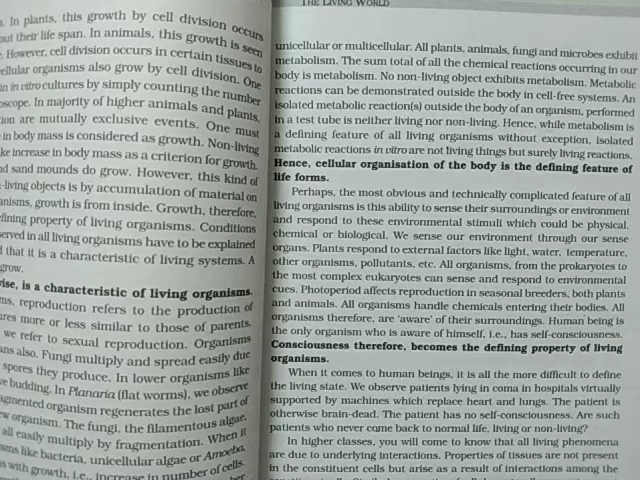 n. In plants, this growth by cell division occurs
out their life span. In animals, this growth is seen
However, cell division occurs in certain tissues to
cellular organisms also grow by cell division. One
in in vitro cultures by simply counting the number
oscope. In majority of higher animals and plants,
ion are mutually exclusive events. One must
in body mass is considered as growth. Non-living
ke increase in body mass as a criterion for growth.
nd sand mounds do grow. However, this kind of
-living objects is by accumulation of material on
anisms, growth is from inside. Growth, therefore,
efining property of living organisms. Conditions
served in all living organisms have to be explained
d that it is a characteristic of living systems. A
grow.
rise, is a characteristic of living organisms.
ms, reproduction refers to the production of
ures more or less similar to those of parents.
we refer to sexual reproduction. Organisms
ans also. Fungi multiply and spread easily due
spores they produce. In lower organisms like
ve budding. In Planaria (flat worms), we observe
agmented organism regenerates the lost part of
ew organism. The fungi, the filamentous algae,
all easily multiply by fragmentation. When it
sms like bacteria, unicellular algae or Amoeba,
s with growth, i.e., increase in number of cells.
THE LIVING WORLD
unicellular or multicellular. All plants, animals, fungi and microbes exhibit
metabolism. The sum total of all the chemical reactions occurring in our
body is metabolism. No non-living object exhibits metabolism. Metabolic
reactions can be demonstrated outside the body in cell-free systems. An
isolated metabolic reaction(s) outside the body of an organism, performed
in a test tube is neither living nor non-living. Hence, while metabolism is
a defining feature of all living organisms without exception, isolated
metabolic reactions in vitro are not living things but surely living reactions.
Hence, cellular organisation of the body is the defining feature of
life forms.
Perhaps, the most obvious and technically complicated feature of all
living organisms is this ability to sense their surroundings or environment
and respond to these environmental stimuli which could be physical,
chemical or biological. We sense our environment through our sense
organs. Plants respond to external factors like light, water, temperature,
other organisms, pollutants, etc. All organisms, from the prokaryotes to
the most complex eukaryotes can sense and respond to environmental
cues. Photoperiod affects reproduction in seasonal breeders, both plants
and animals. All organisms handle chemicals entering their bodies. All
organisms therefore, are 'aware' of their surroundings. Human being is
the only organism who is aware of himself, i.e., has self-consciousness.
Consciousness therefore, becomes the defining property of living
organisms.
When it comes to human beings, it is all the more difficult to define
the living state. We observe patients lying in coma in hospitals virtually
supported by machines which replace heart and lungs. The patient is
otherwise brain-dead. The patient has no self-consciousness. Are such
patients who never come back to normal life, living or non-living?
In higher classes, you will come to know that all living phenomena
are due to underlying interactions. Properties of tissues are not present
in the constituent cells but arise as a result of interactions among the